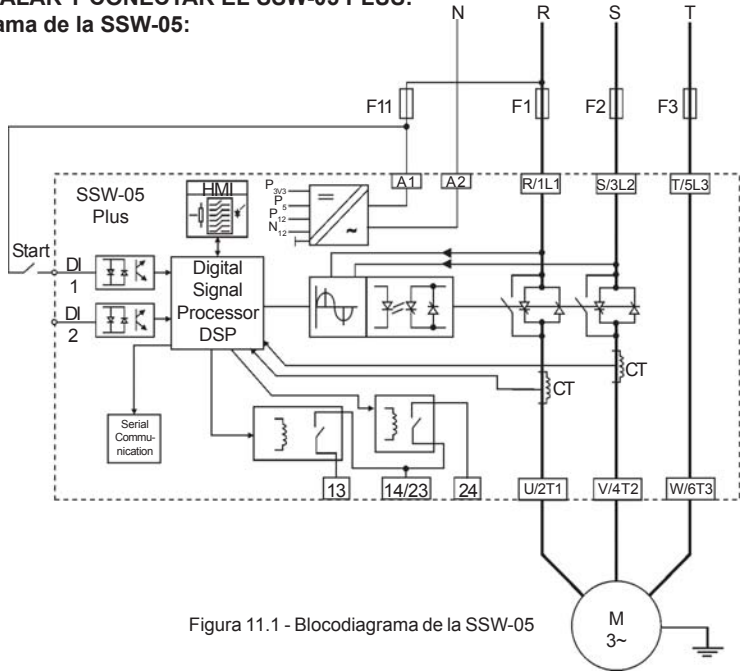 ALAR Y CONECTAR EL SSW-05 PLUS:
ama de la SSW-05:
N R S T
F11 F1 F2 F3
A1 A2 R/1L1 S/3L2 T/5L3
SSW-05
Plus
HMI
P3V3
P5
P12
N12
=
~
Start
DI
1
DI
2
Digital
Signal
Processor
DSP
CT
CT
Serial
Commu-
nication
13 14/23 24 U/2T1 V/4T2 W/6T3
M
3~
Figura 11.1 - Blocodiagrama de la SSW-05